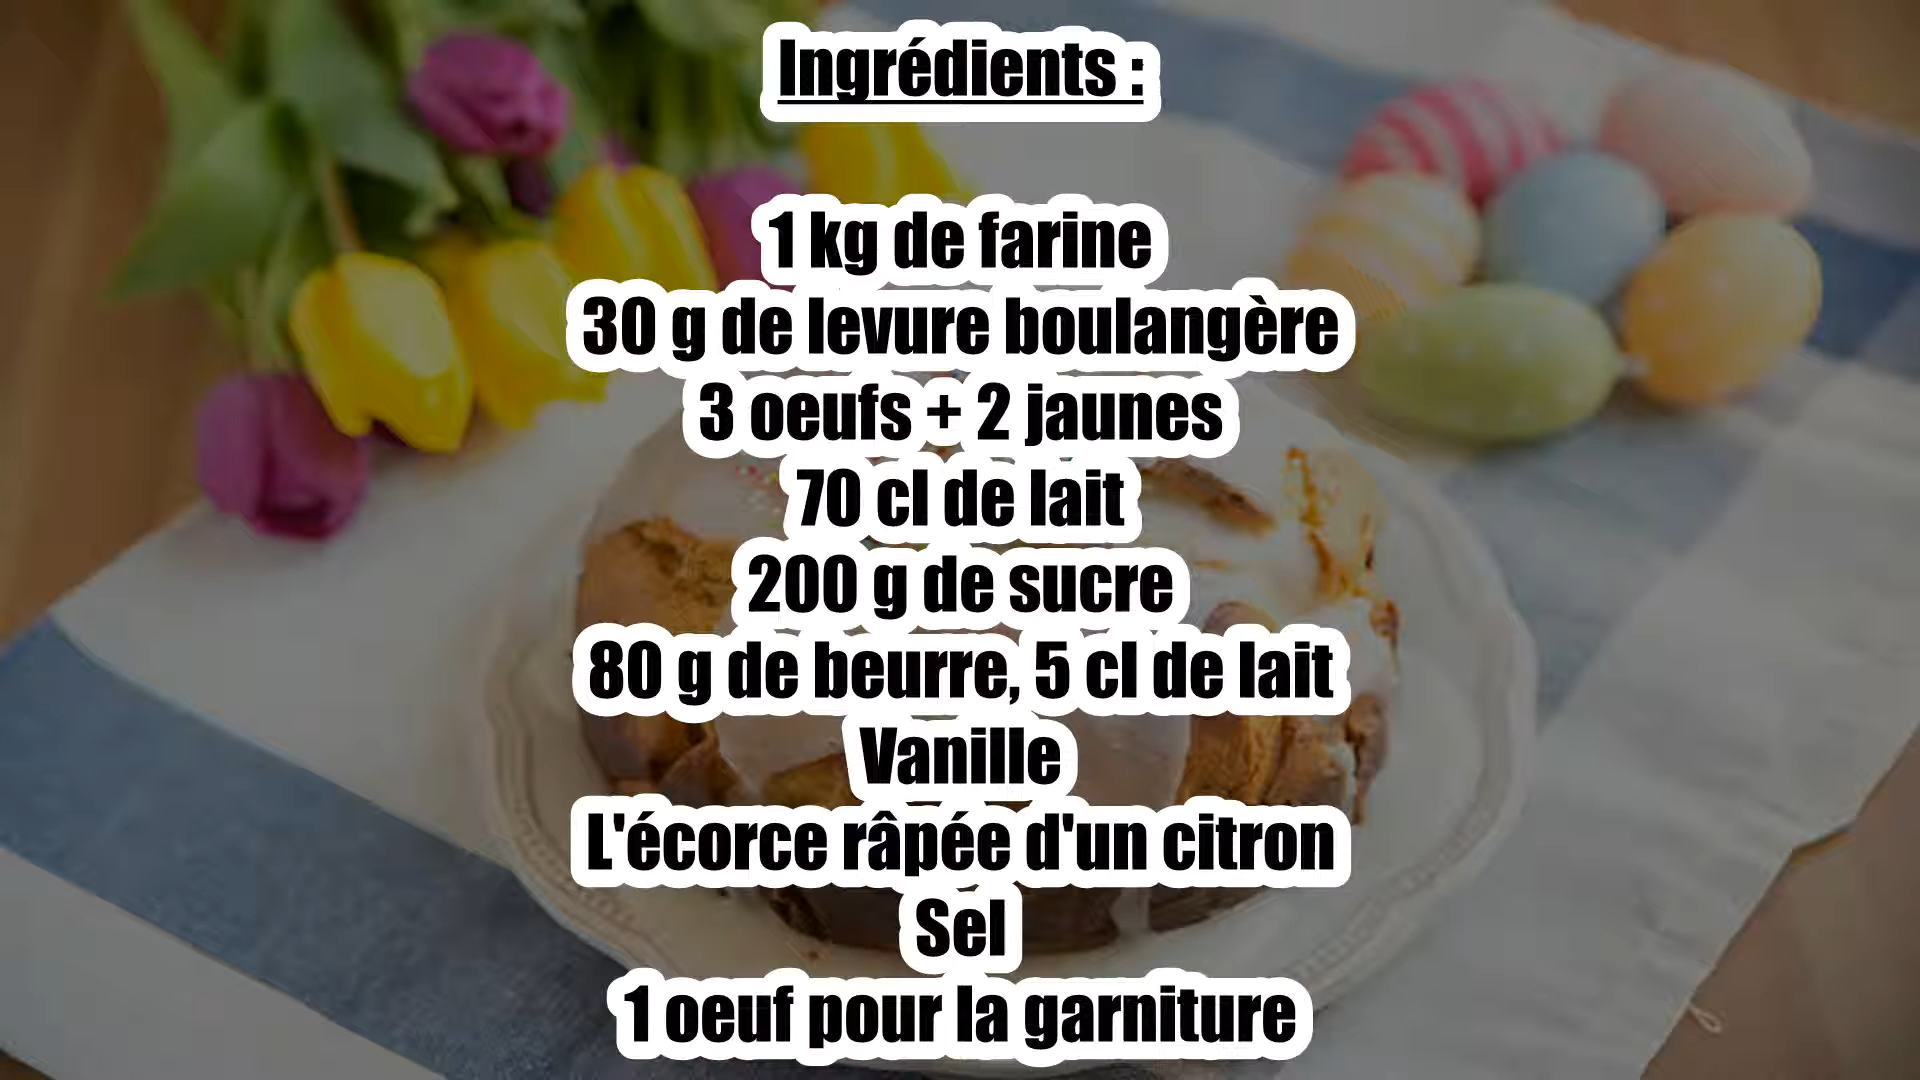 Ingrédients :
1 kg de farine
30 g de levure boulangère
3 oeufs + 2 jaunes
70 cl de lait
200 g de sucre
80 g de beurre, 5 cl de lait
Vanille
L'écorce râpée d'un citron
Sel
1 oeuf pour la garniture